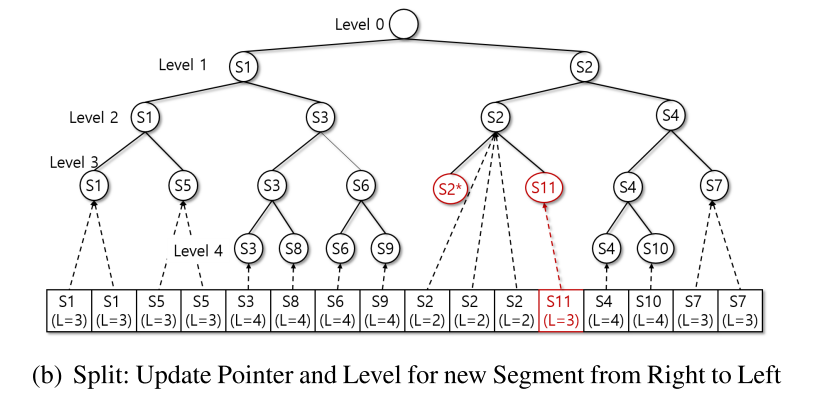 Level 0
Level 1 S1 S2
Level 2 S1 S3 S2 S4
Level 3
S1 S5 S3 S6 S2* S11 S4 S7
Level 4 S3 S8 S6 S9 S4 S10
S1 S1 S5 S5 S3 S8 S6 S9 S2 S2 S2 S11 S4 S10 S7 S7
(L=3) (L=3) (L=3) (L=3) (L=4) (L=4) (L=4) (L=4) (L=2) (L=2) (L=2) (L=3) (L=4) (L=4) (L=3) (L=3)
(b) Split: Update Pointer and Level for new Segment from Right to Left